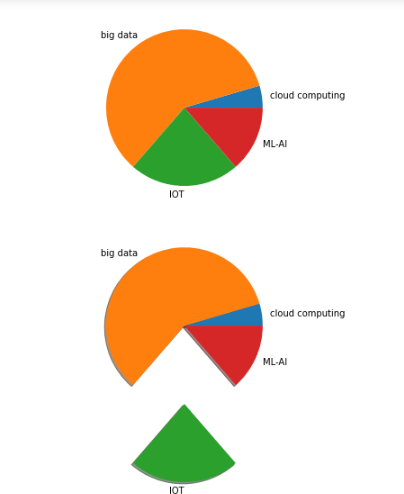 big data
cloud computing
ML-AI
IOT
big data
cloud computing
ML-AI
IOT